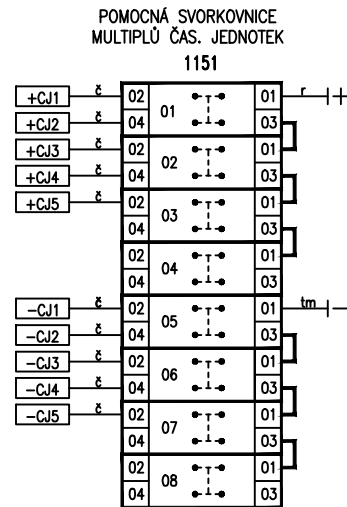 POMOCNÁ SVORKOVNICE
MULTIPLŮ ČAS. JEDNOTEK
1151
+CJ1 č 02 01 01 r
+CJ2 č 04 03
+CJ3 č 02 02 01
+CJ4 č 04 03
+CJ5 č 02 03 01
04 03
02 04 01
04 03
-CJ1 č 02 05 01 tm
-CJ2 č 04 03
-CJ3 č 02 06 01
-CJ4 č 04 03
-CJ5 č 02 07 01
04 03
02 08 01
04 03